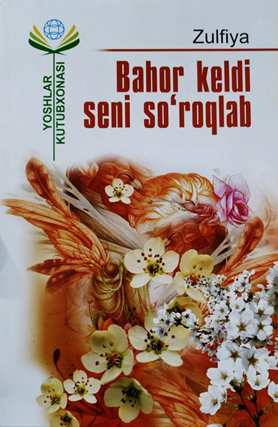 YOSHLAR
KUTUBXONASI
Zulfiya
Bahor keldi
seni so‘roqlab